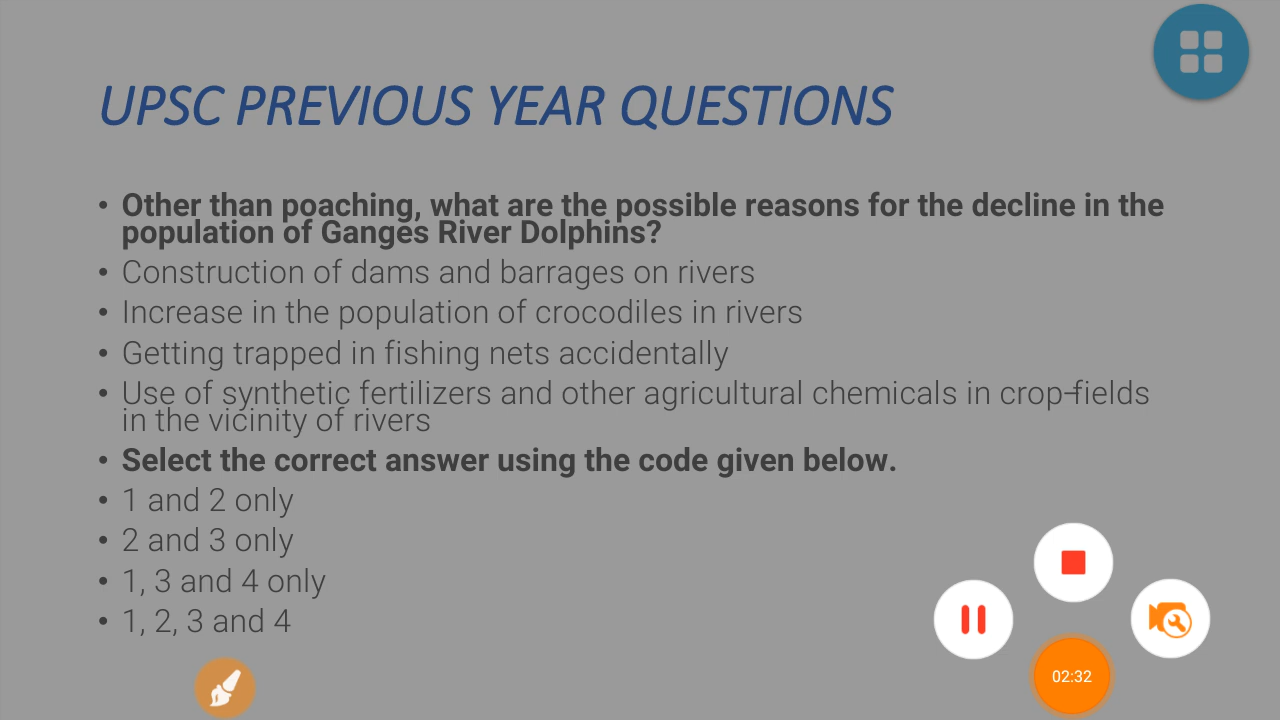 UPSC PREVIOUS YEAR QUESTIONS
• Other than poaching, what are the possible reasons for the decline in the
population of Ganges River Dolphins?
• Construction of dams and barrages on rivers
• Increase in the population of crocodiles in rivers
• Getting trapped in fishing nets accidentally
• Use of synthetic fertilizers and other agricultural chemicals in crop-fields
in the vicinity of rivers
• Select the correct answer using the code given below.
• 1 and 2 only
• 2 and 3 only
• 1, 3 and 4 only
• 1, 2, 3 and 4
02:32